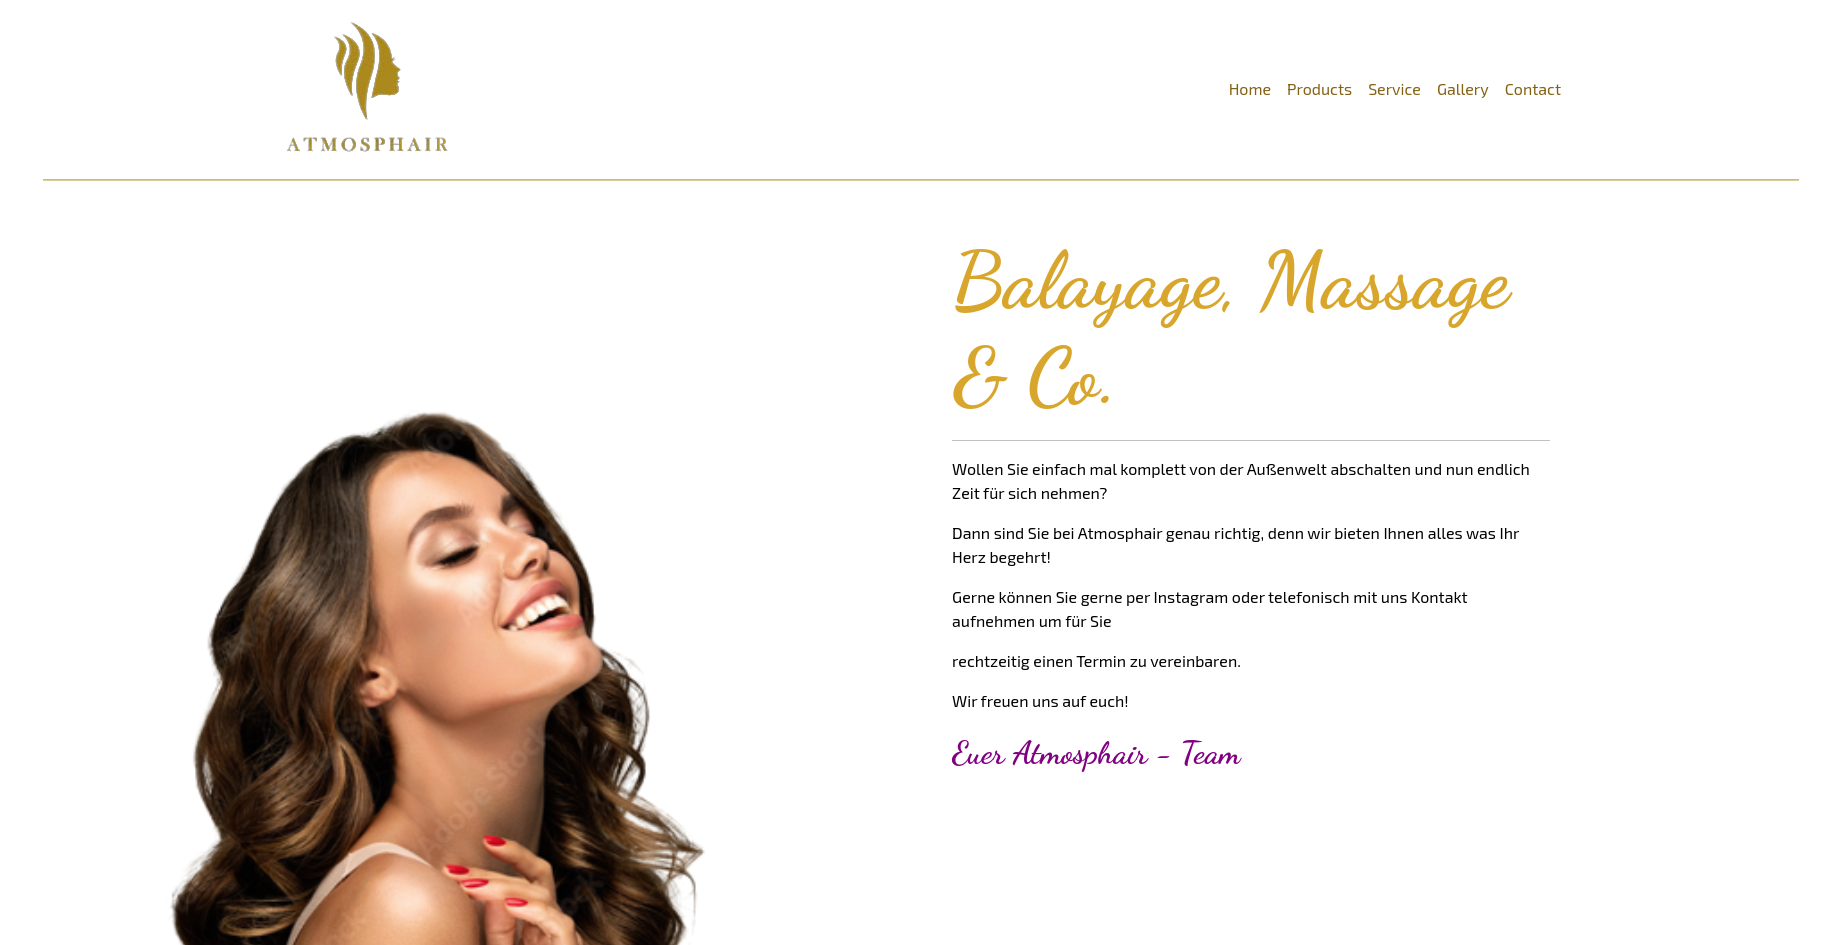 ATMOSPHAIR
Home Products Service Gallery Contact
Balayage, Massage
& Co.
Wollen Sie einfach mal komplett von der Außenwelt abschalten und nun endlich
Zeit für sich nehmen?
Dann sind Sie bei Atmosphair genau richtig, denn wir bieten Ihnen alles was Ihr
Herz begehrt!
Gerne können Sie gerne per Instagram oder telefonisch mit uns Kontakt
aufnehmen um für Sie
rechtzeitig einen Termin zu vereinbaren.
Wir freuen uns auf euch!
Euer Atmosphair - Team
Adobe Stock